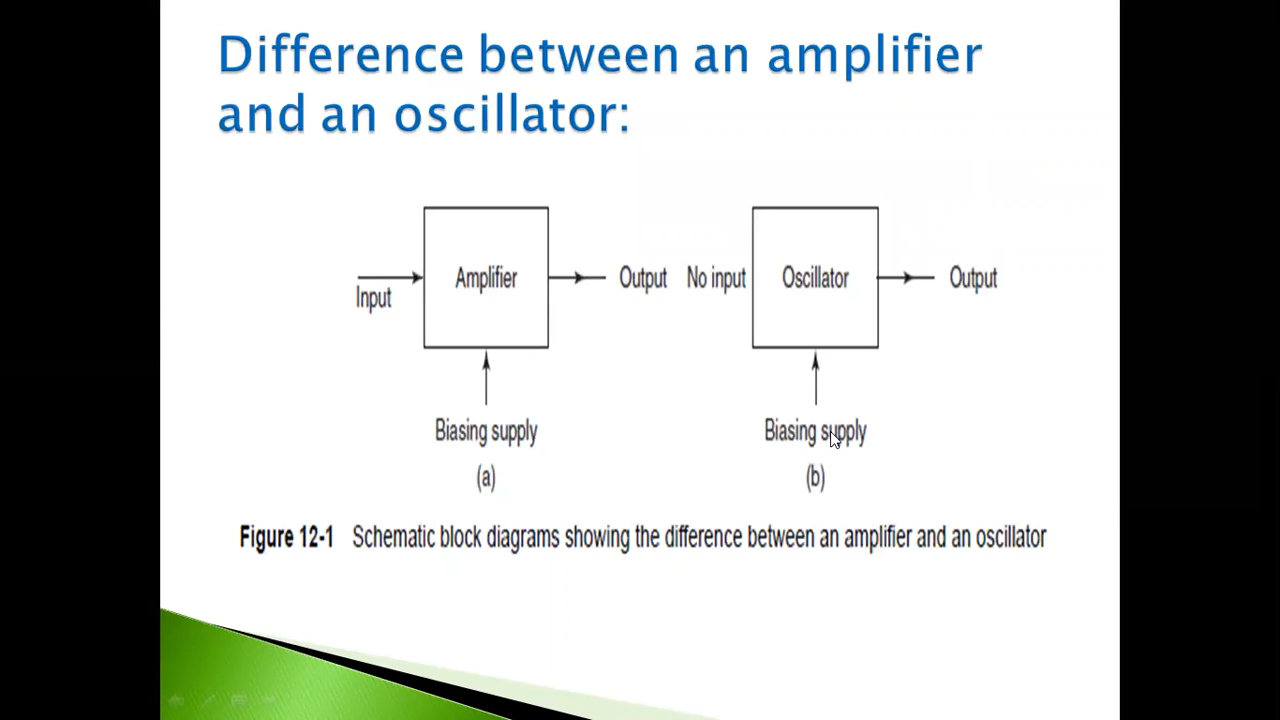 Difference between an amplifier
and an oscillator:
Amplifier
Input
Output
Biasing supply
(a)
No input
Oscillator
Output
Biasing supply
(b)
Figure 12-1 Schematic block diagrams showing the difference between an amplifier and an oscillator